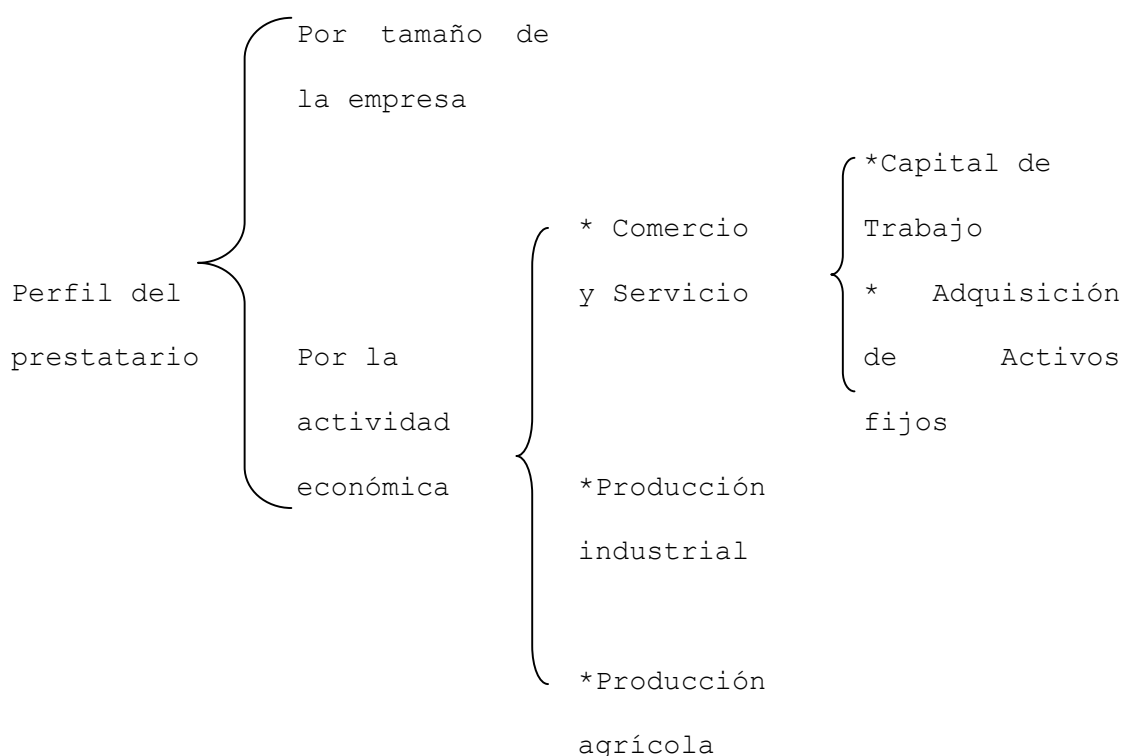 Por tamaño de
la empresa
Perfil del
prestatario
Por la
actividad
económica
* Comercio
y Servicio
*Producción
industrial
*Producción
agrícola
*Capital de
Trabajo
* Adquisición
de Activos
fijos